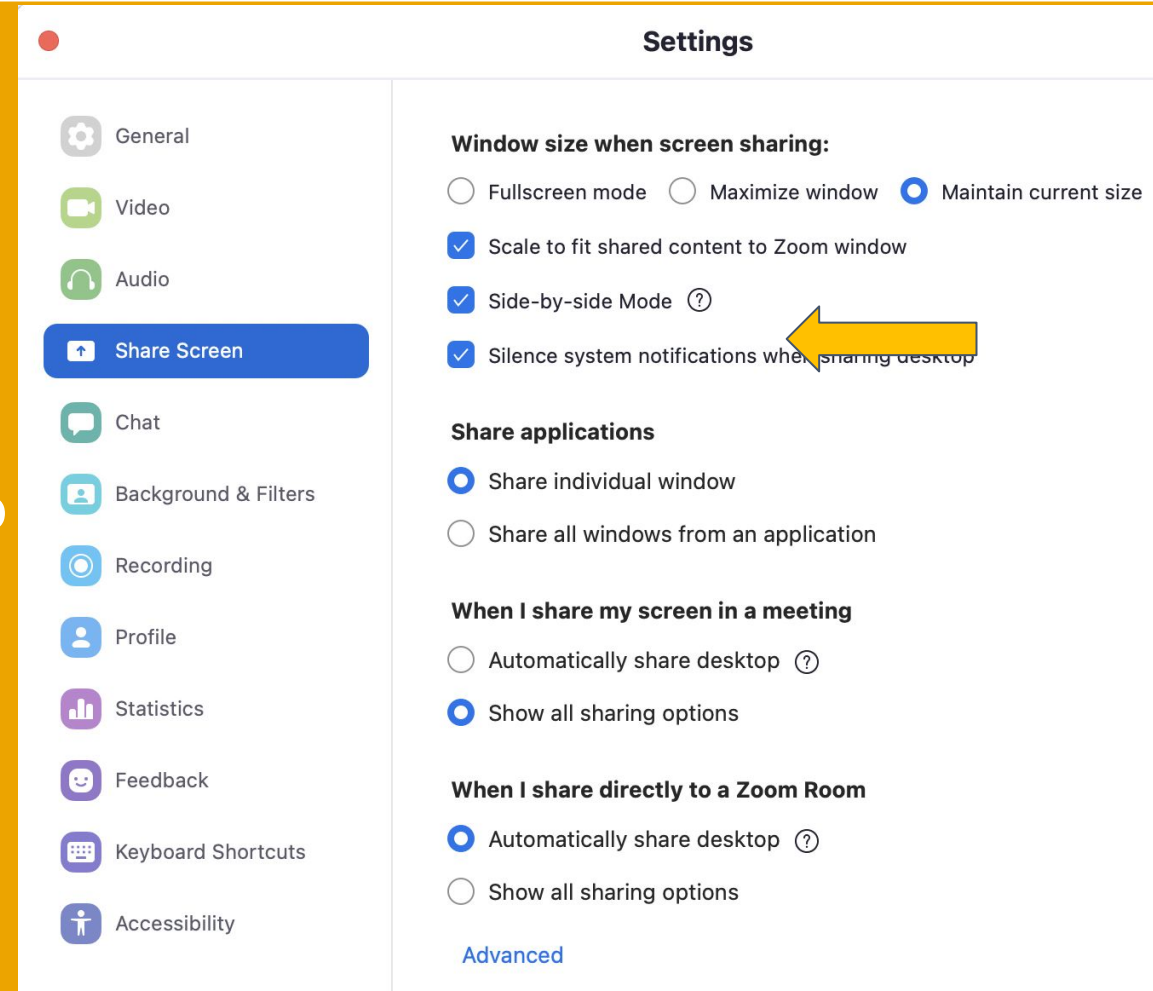 Settings
General
Video
Audio
Share Screen
Chat
Background & Filters
Recording
Profile
Statistics
Feedback
Keyboard Shortcuts
Accessibility
Window size when screen sharing:
Fullscreen mode Maximize window Maintain current size
Scale to fit shared content to Zoom window
Side-by-side Mode ?
Silence system notifications when sharing desktop
Share applications
Share individual window
Share all windows from an application
When I share my screen in a meeting
Automatically share desktop ?
Show all sharing options
When I share directly to a Zoom Room
Automatically share desktop ?
Show all sharing options
Advanced